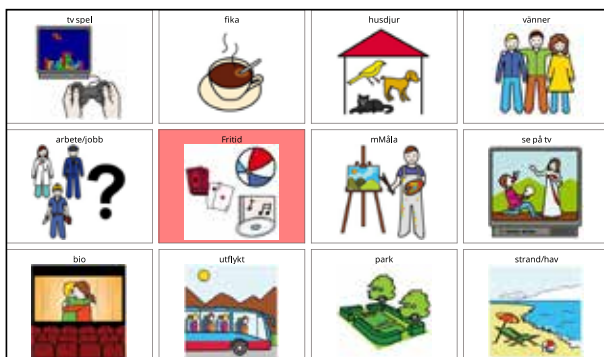 tv spel
fika
husdjur
vänner
arbete/jobb
Fritid
mMåla
se på tv
bio
utflykt
park
strand/hav